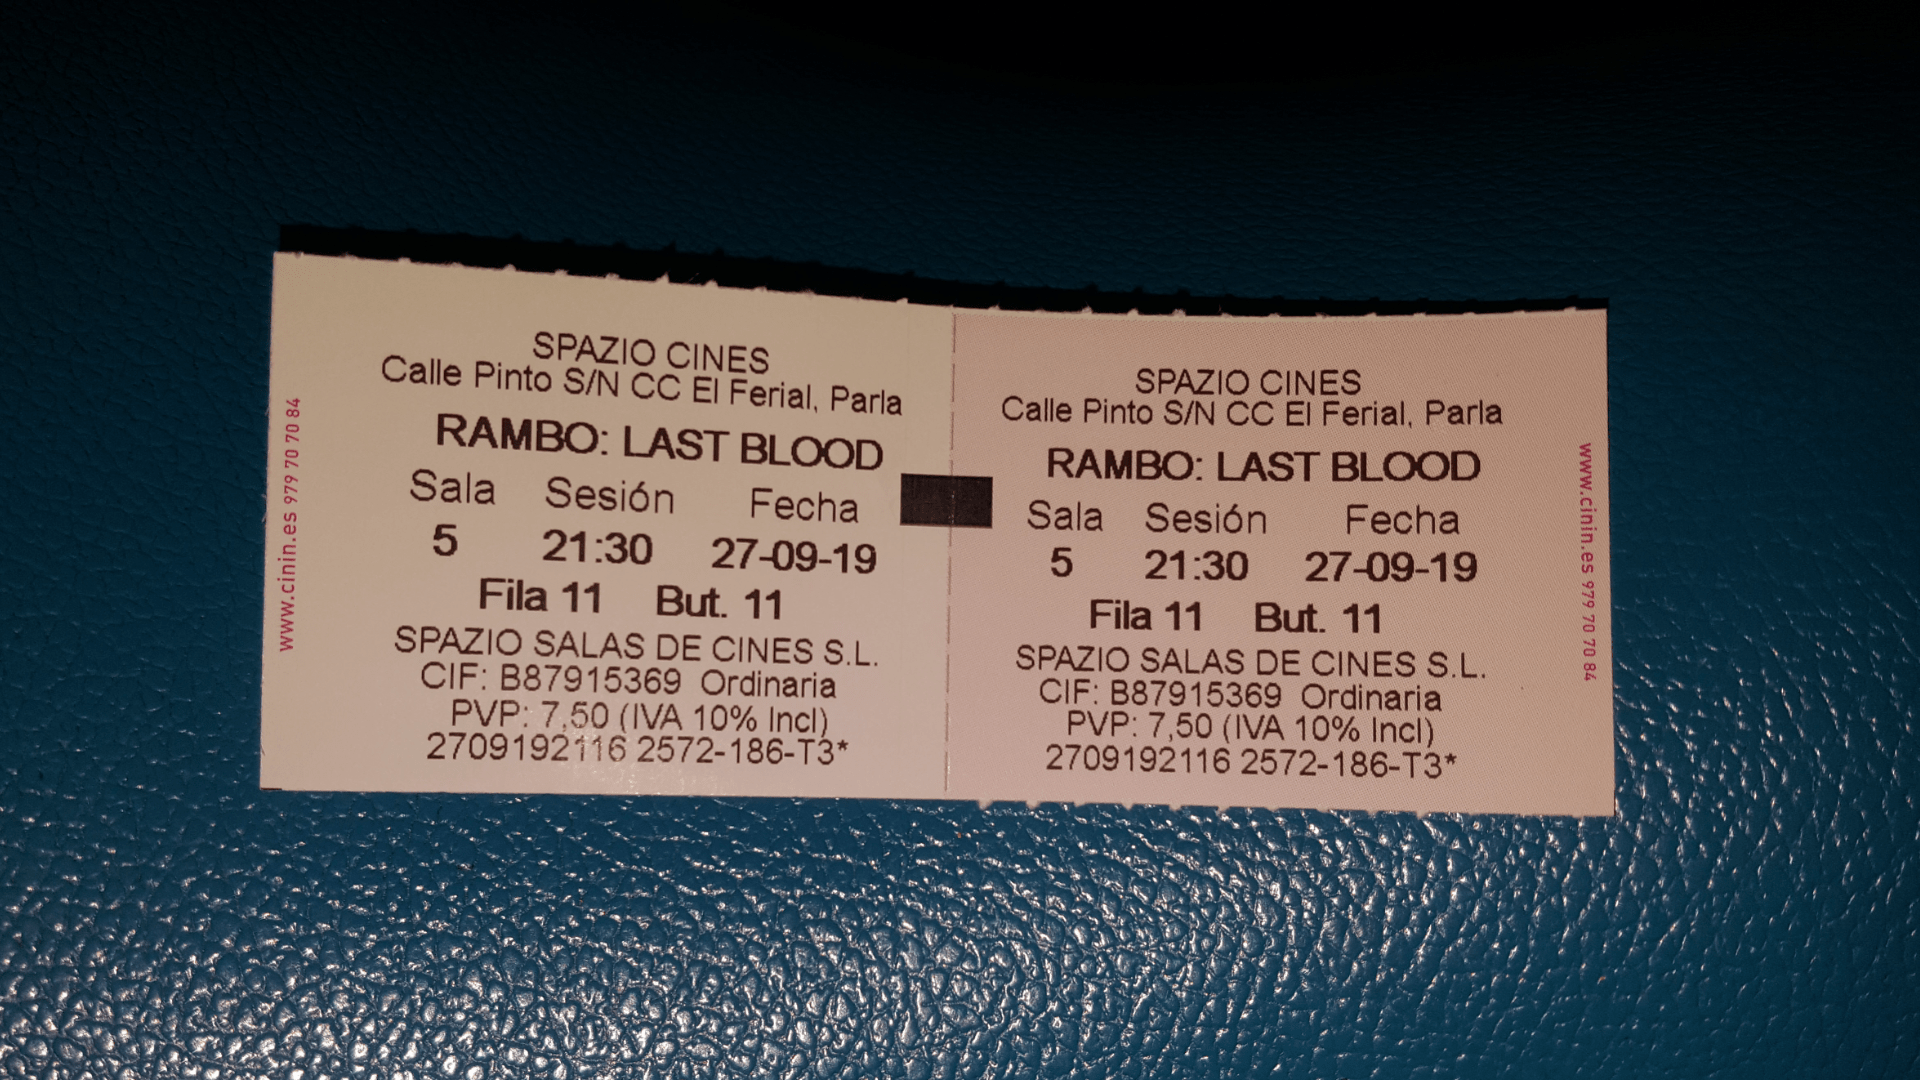 SPAZIO CINES
Calle Pinto S/N CC El Ferial, Parla
RAMBO: LAST BLOOD
Sala Sesión Fecha
5 21:30 27-09-19
Fila 11 But. 11
SPAZIO SALAS DE CINES S.L.
CIF: B87915369 Ordinaria
PVP: 7,50 (IVA 10% Incl)
2709192116 2572-186-T3*
www.cinin.es 979 70 70 84
SPAZIO CINES
Calle Pinto S/N CC El Ferial, Parla
RAMBO: LAST BLOOD
Sala Sesión Fecha
5 21:30 27-09-19
Fila 11 But. 11
SPAZIO SALAS DE CINES S.L.
CIF: B87915369 Ordinaria
PVP: 7,50 (IVA 10% Incl)
2709192116 2572-186-T3*
www.cinin.es 979 70 70 84